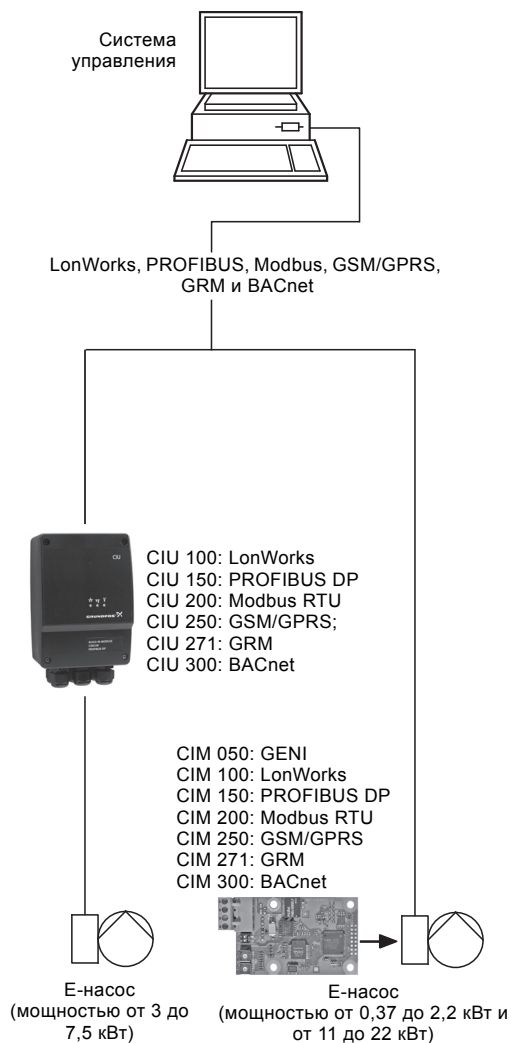 Система
управления
LonWorks, PROFIBUS, Modbus, GSM/GPRS,
GRM и BACnet
CIU
GRUNDFOS
CIU 100: LonWorks
CIU 150: PROFIBUS DP
CIU 200: Modbus RTU
CIU 250: GSM/GPRS;
CIU 271: GRM
CIU 300: BACnet
CIM 050: GENI
CIM 100: LonWorks
CIM 150: PROFIBUS DP
CIM 200: Modbus RTU
CIM 250: GSM/GPRS
CIM 271: GRM
CIM 300: BACnet
Е-насос
(мощностью от 3 до
7,5 кВт)
Е-насос
(мощностью от 0,37 до 2,2 кВт и
от 11 до 22 кВт)